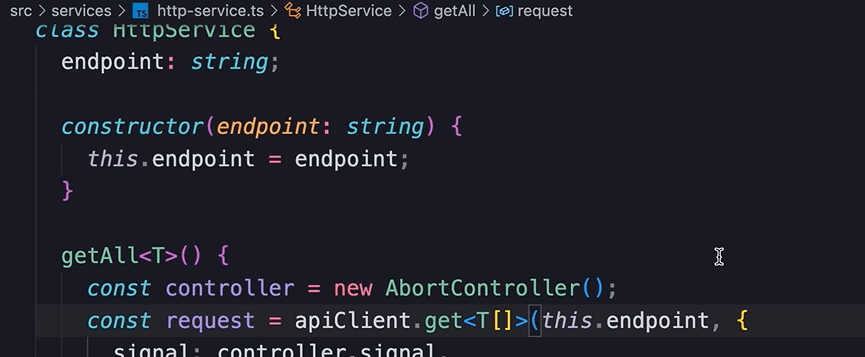 src > services > TS http-service.ts > HttpService > getAll > request
class HttpService {
endpoint: string;
constructor(endpoint: string) {
this.endpoint = endpoint;
}
getAll<T>() {
const controller = new AbortController();
const request = apiClient.get<T[]>(this.endpoint, {
signal: controller.signal,